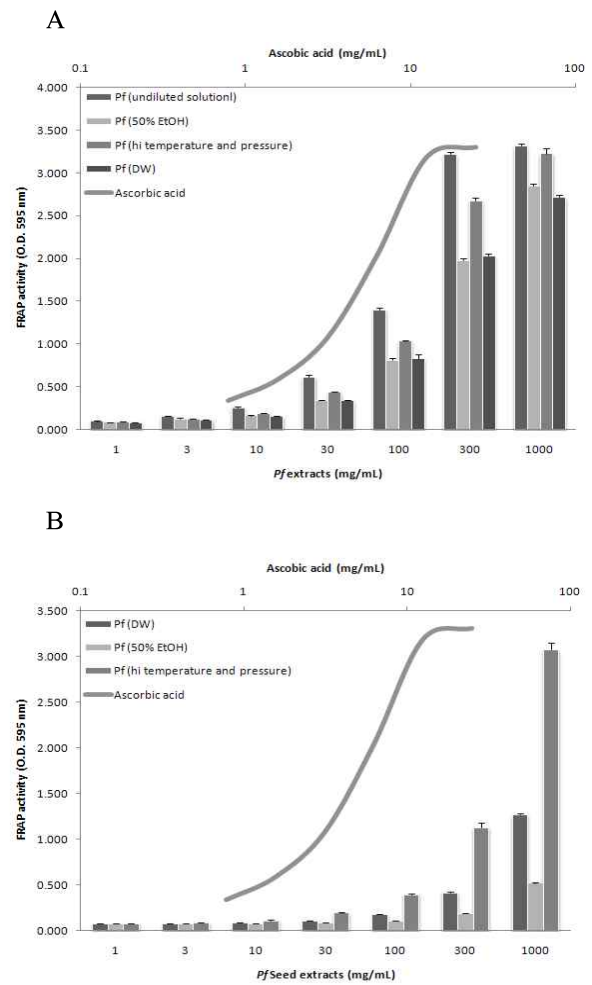 A
Ascobic acid (mg/mL)
0.1 1 10 100
4.000
3.500
3.000
2.500
2.000
1.500
1.000
0.500
0.000
FRAP activity (O.D. 595 nm)
Pf (undiluted solutionl)
Pf (50% EtOH)
Pf (hi temperature and pressure)
Pf (DW)
Ascorbic acid
1 3 10 30 100 300 1000
Pf extracts (mg/mL)
B
Ascobic acid (mg/mL)
0.1 1 10 100
3.500
3.000
2.500
2.000
1.500
1.000
0.500
0.000
FRAP activity (O.D. 595 nm)
Pf (DW)
Pf (50% EtOH)
Pf (hi temperature and pressure)
Ascorbic acid
1 3 10 30 100 300 1000
Pf Seed extracts (mg/mL)